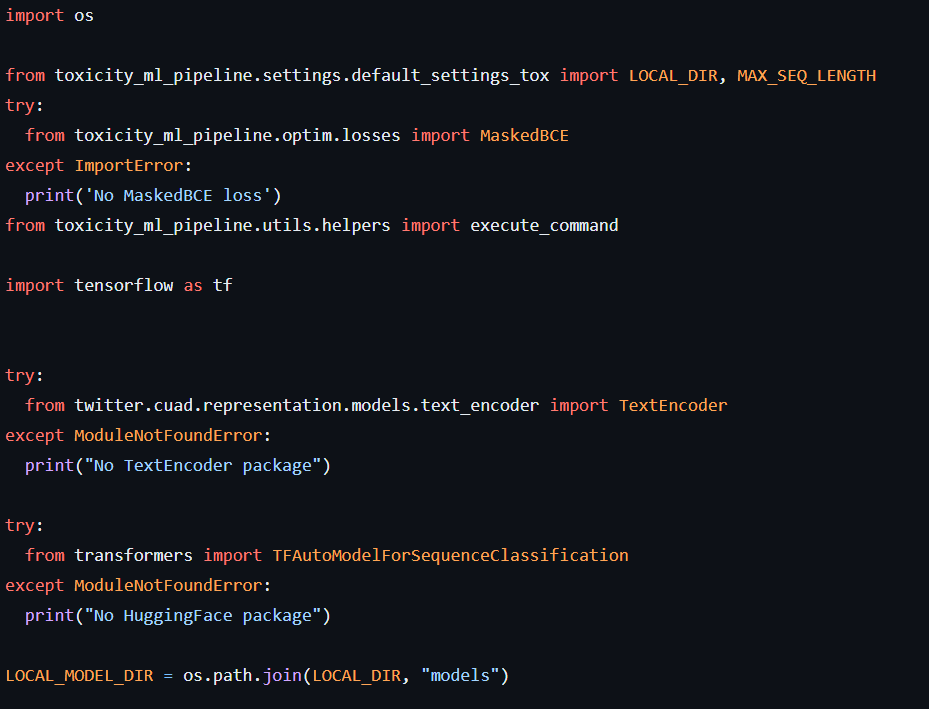 import os
from toxicity_ml_pipeline.settings.default_settings_tox import LOCAL_DIR, MAX_SEQ_LENGTH
try:
  from toxicity_ml_pipeline.optim.losses import MaskedBCE
except ImportError:
  print('No MaskedBCE loss')
from toxicity_ml_pipeline.utils.helpers import execute_command
import tensorflow as tf
try:
  from twitter.cuad.representation.models.text_encoder import TextEncoder
except ModuleNotFoundError:
  print("No TextEncoder package")
try:
  from transformers import TFAutoModelForSequenceClassification
except ModuleNotFoundError:
  print("No HuggingFace package")
LOCAL_MODEL_DIR = os.path.join(LOCAL_DIR, "models")